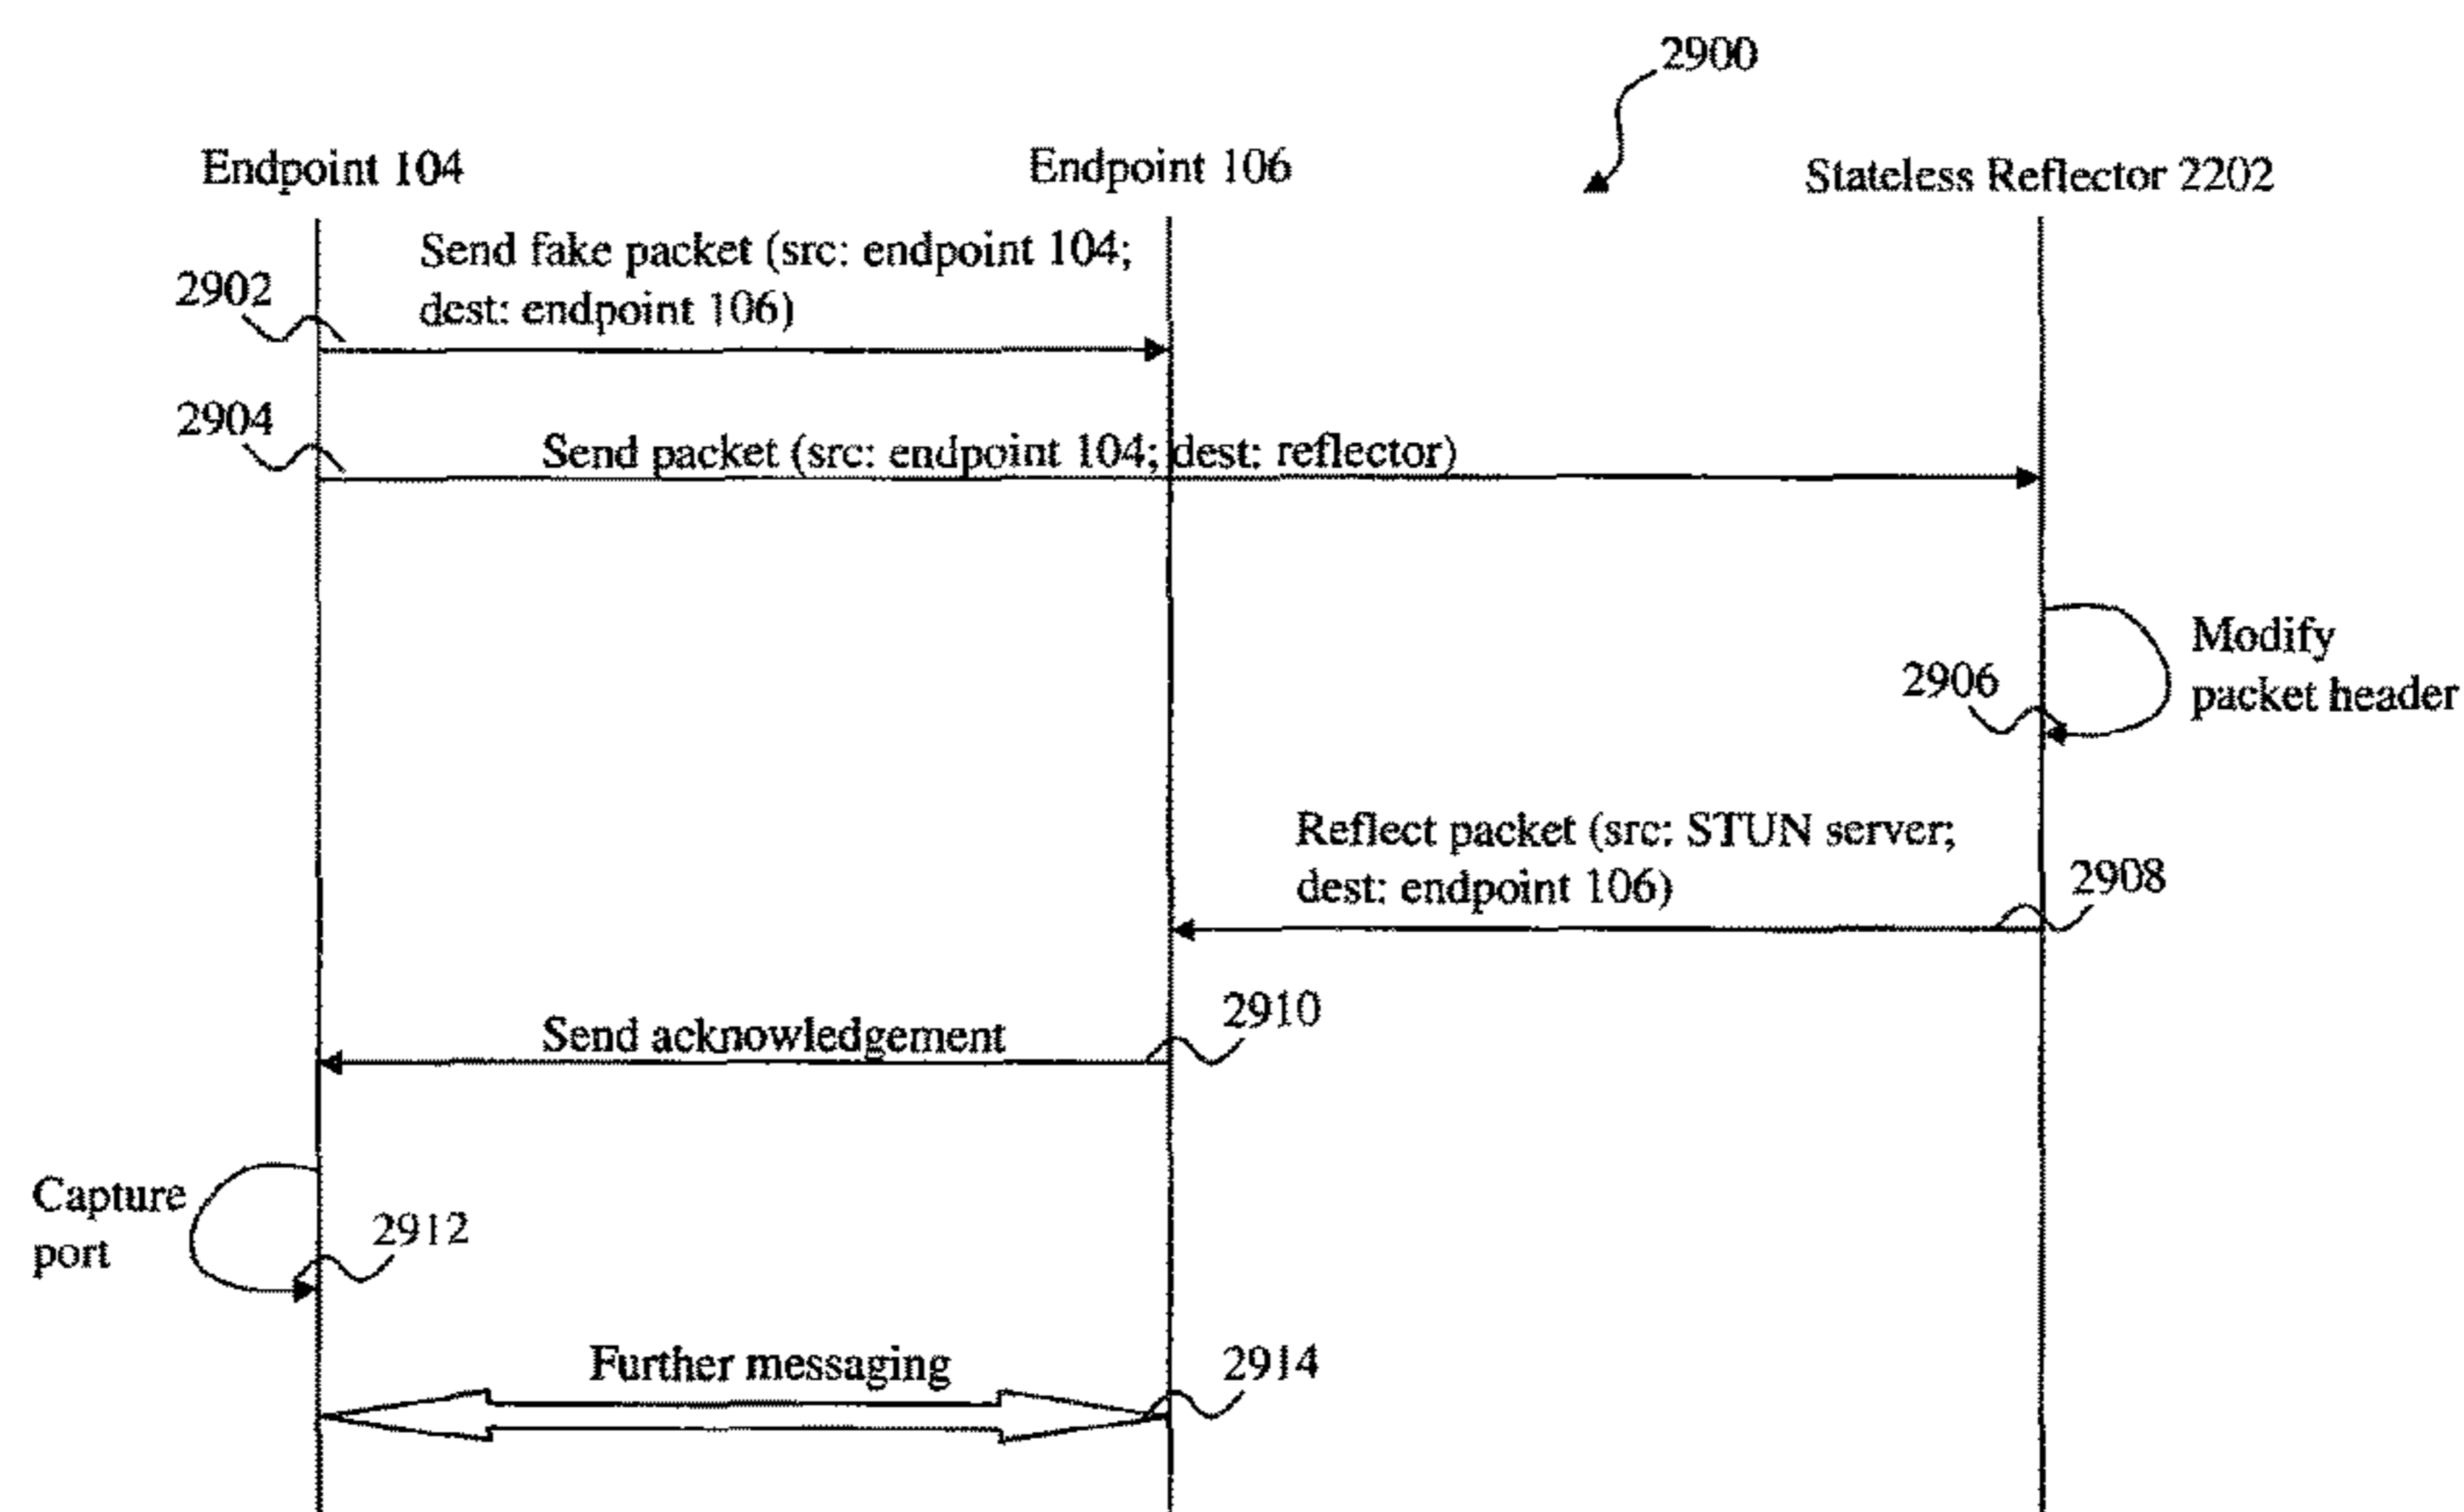 2900
Endpoint 104
Endpoint 106
Stateless Reflector 2202
Send fake packet (src: endpoint 104;
dest: endpoint 106)
2902
2904
Send packet (src: endpoint 104; dest: reflector)
Modify
packet header
2906
Reflect packet (src: STUN server;
dest: endpoint 106)
2908
2910
Send acknowledgement
Capture
port
2912
Further messaging
2914